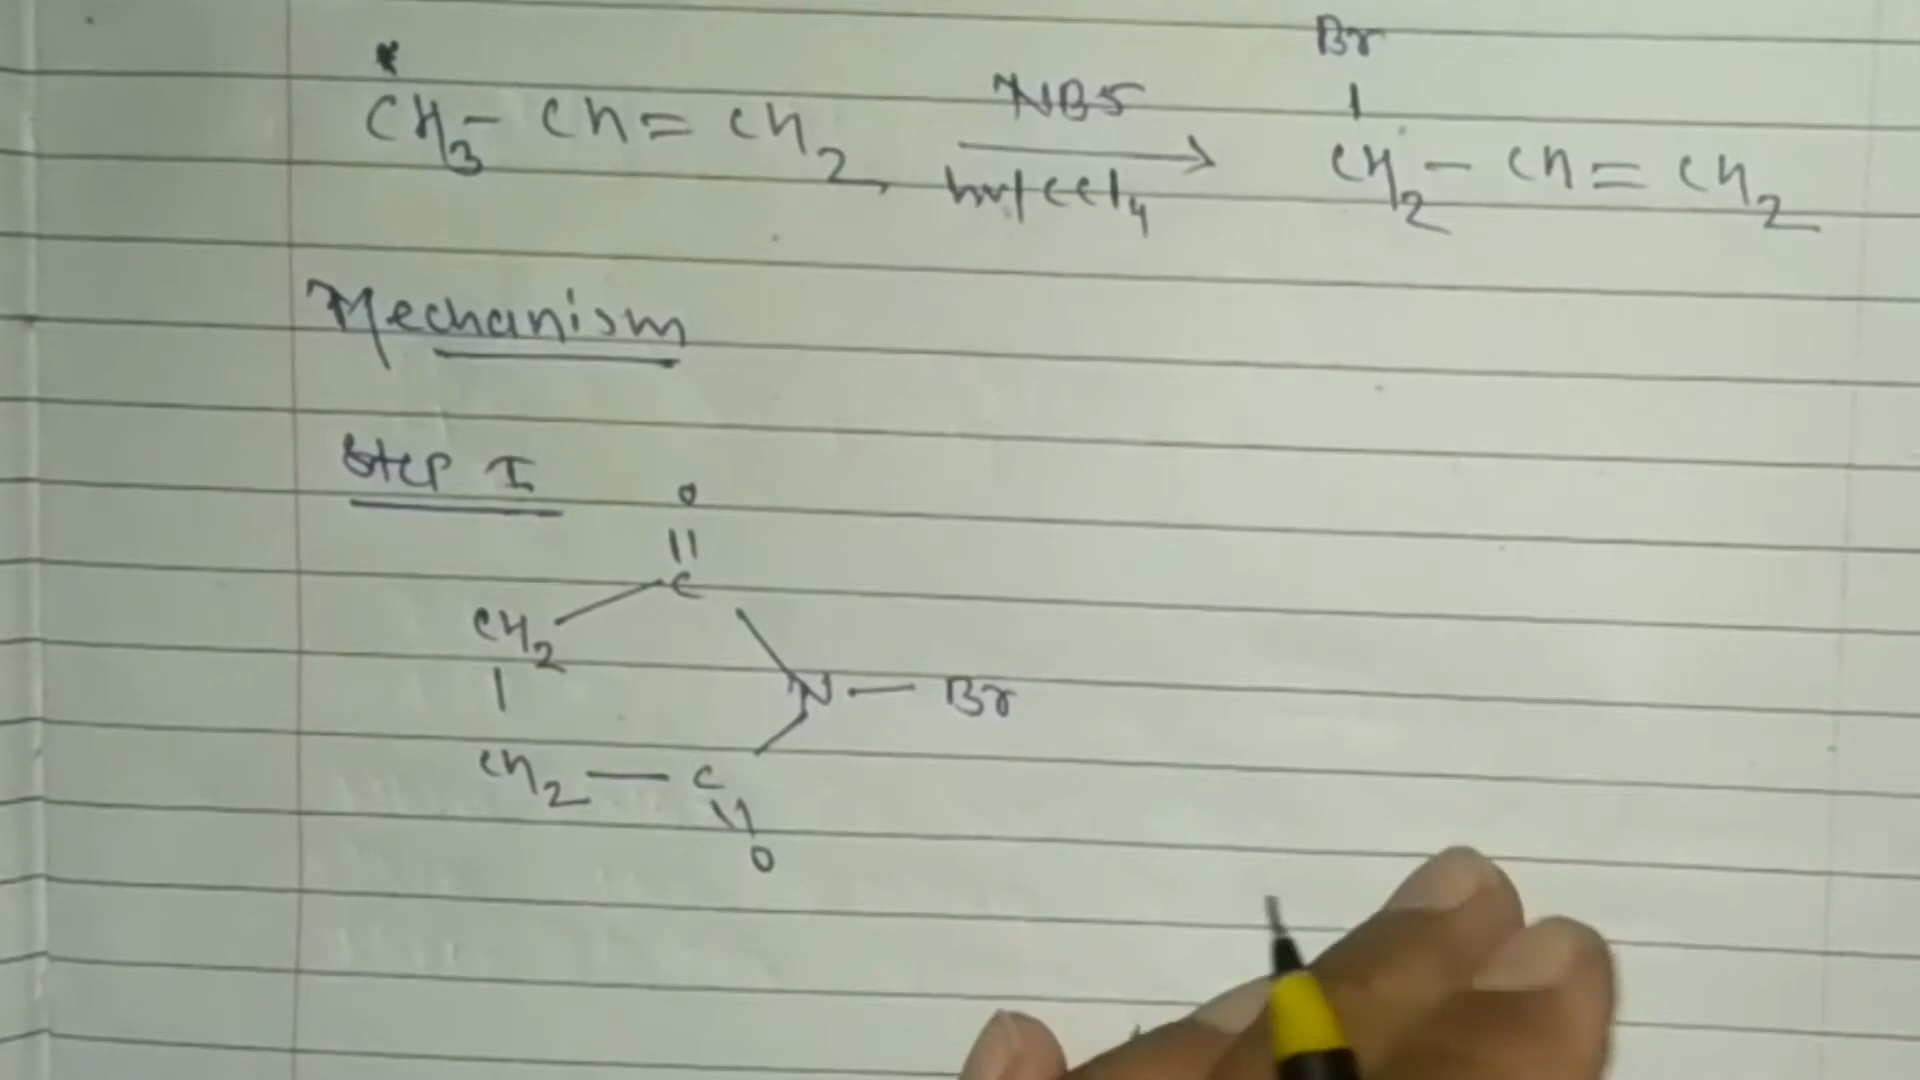 Br
|
CH3 - CH = CH2 NBS ⟶ CH2 - CH = CH2
hν/CCl4
Mechanism
Step I
O
||
C
CH2
|
N — Br
CH2 — C
||
O